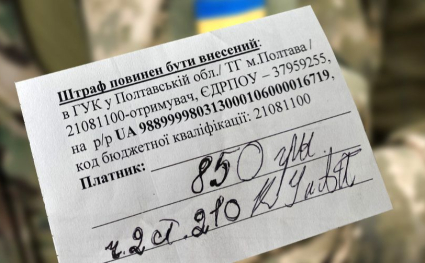 Штраф повинен бути внесений:
в ГУК у Полтавській обл./ ТГ м.Полтава/
21081100-отримувач, ЄДРПОУ – 37959255,
на р/р UA 988999980313000106000016719,
код бюджетної кваліфікації: 21081100
Платник:
850 грн
ч.2 ст.210 КУпАП